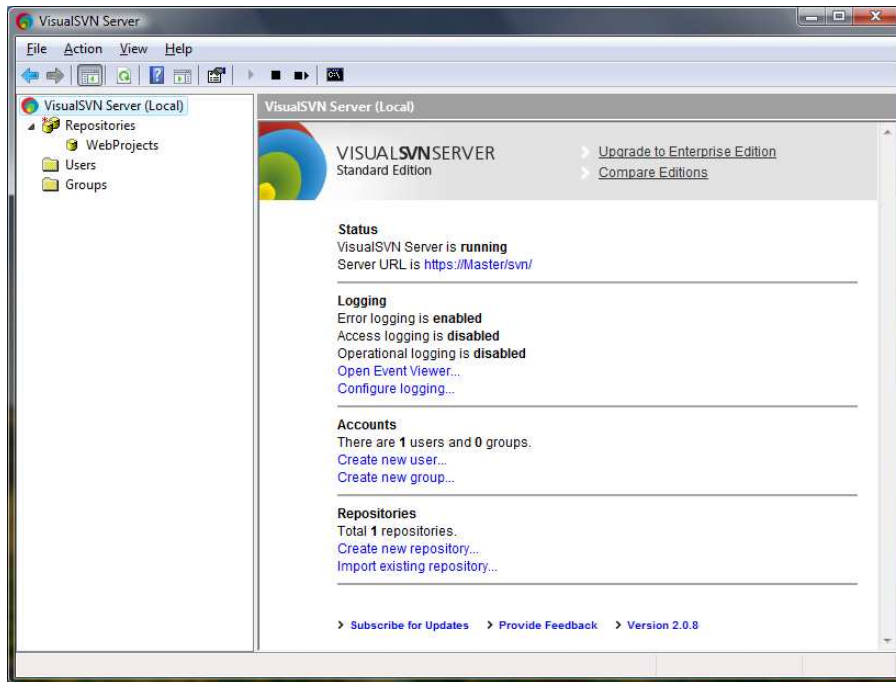 VisualSVN Server
File Action View Help
VisualSVN Server (Local)
Repositories
WebProjects
Users
Groups
VisualSVN Server (Local)
VISUALSVNSERVER
Standard Edition
Upgrade to Enterprise Edition
Compare Editions
Status
VisualSVN Server is running
Server URL is https://Master/svn/
Logging
Error logging is enabled
Access logging is disabled
Operational logging is disabled
Open Event Viewer...
Configure logging...
Accounts
There are 1 users and 0 groups.
Create new user...
Create new group...
Repositories
Total 1 repositories.
Create new repository...
Import existing repository...
Subscribe for Updates Provide Feedback Version 2.0.8